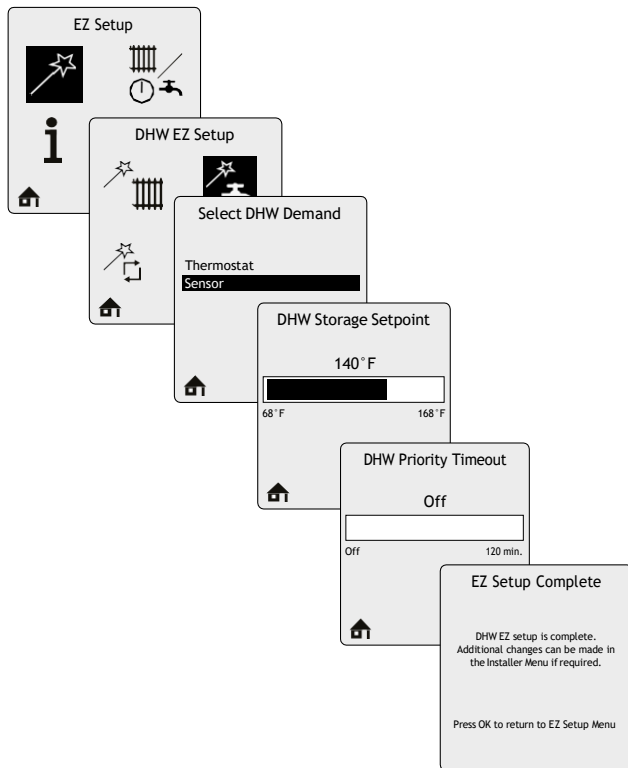 EZ Setup
i
DHW EZ Setup
Select DHW Demand
Thermostat
Sensor
DHW Storage Setpoint
140°F
68°F 168°F
DHW Priority Timeout
Off
Off 120 min.
EZ Setup Complete
DHW EZ setup is complete.
Additional changes can be made in
the Installer Menu if required.
Press OK to return to EZ Setup Menu